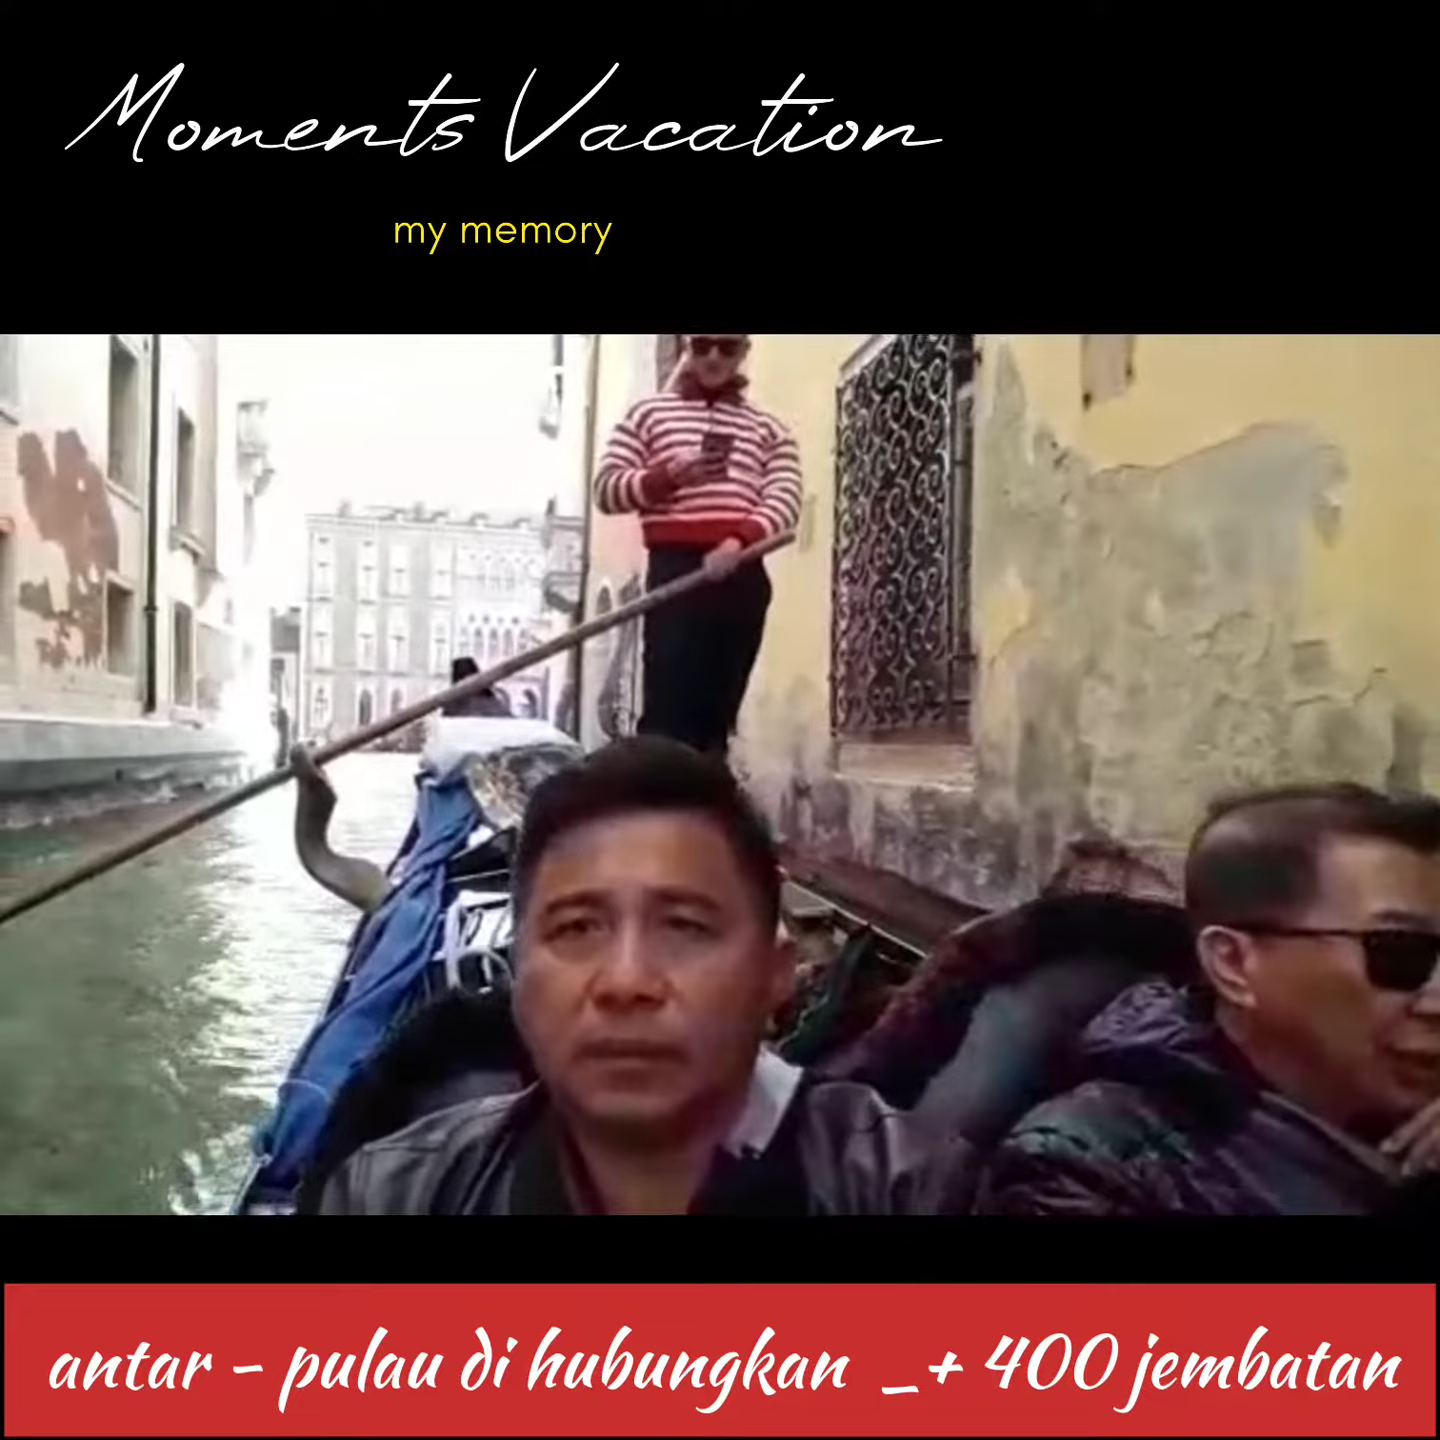 Moments Vacation
my memory
antar - pulau di hubungkan _+ 400 jembatan